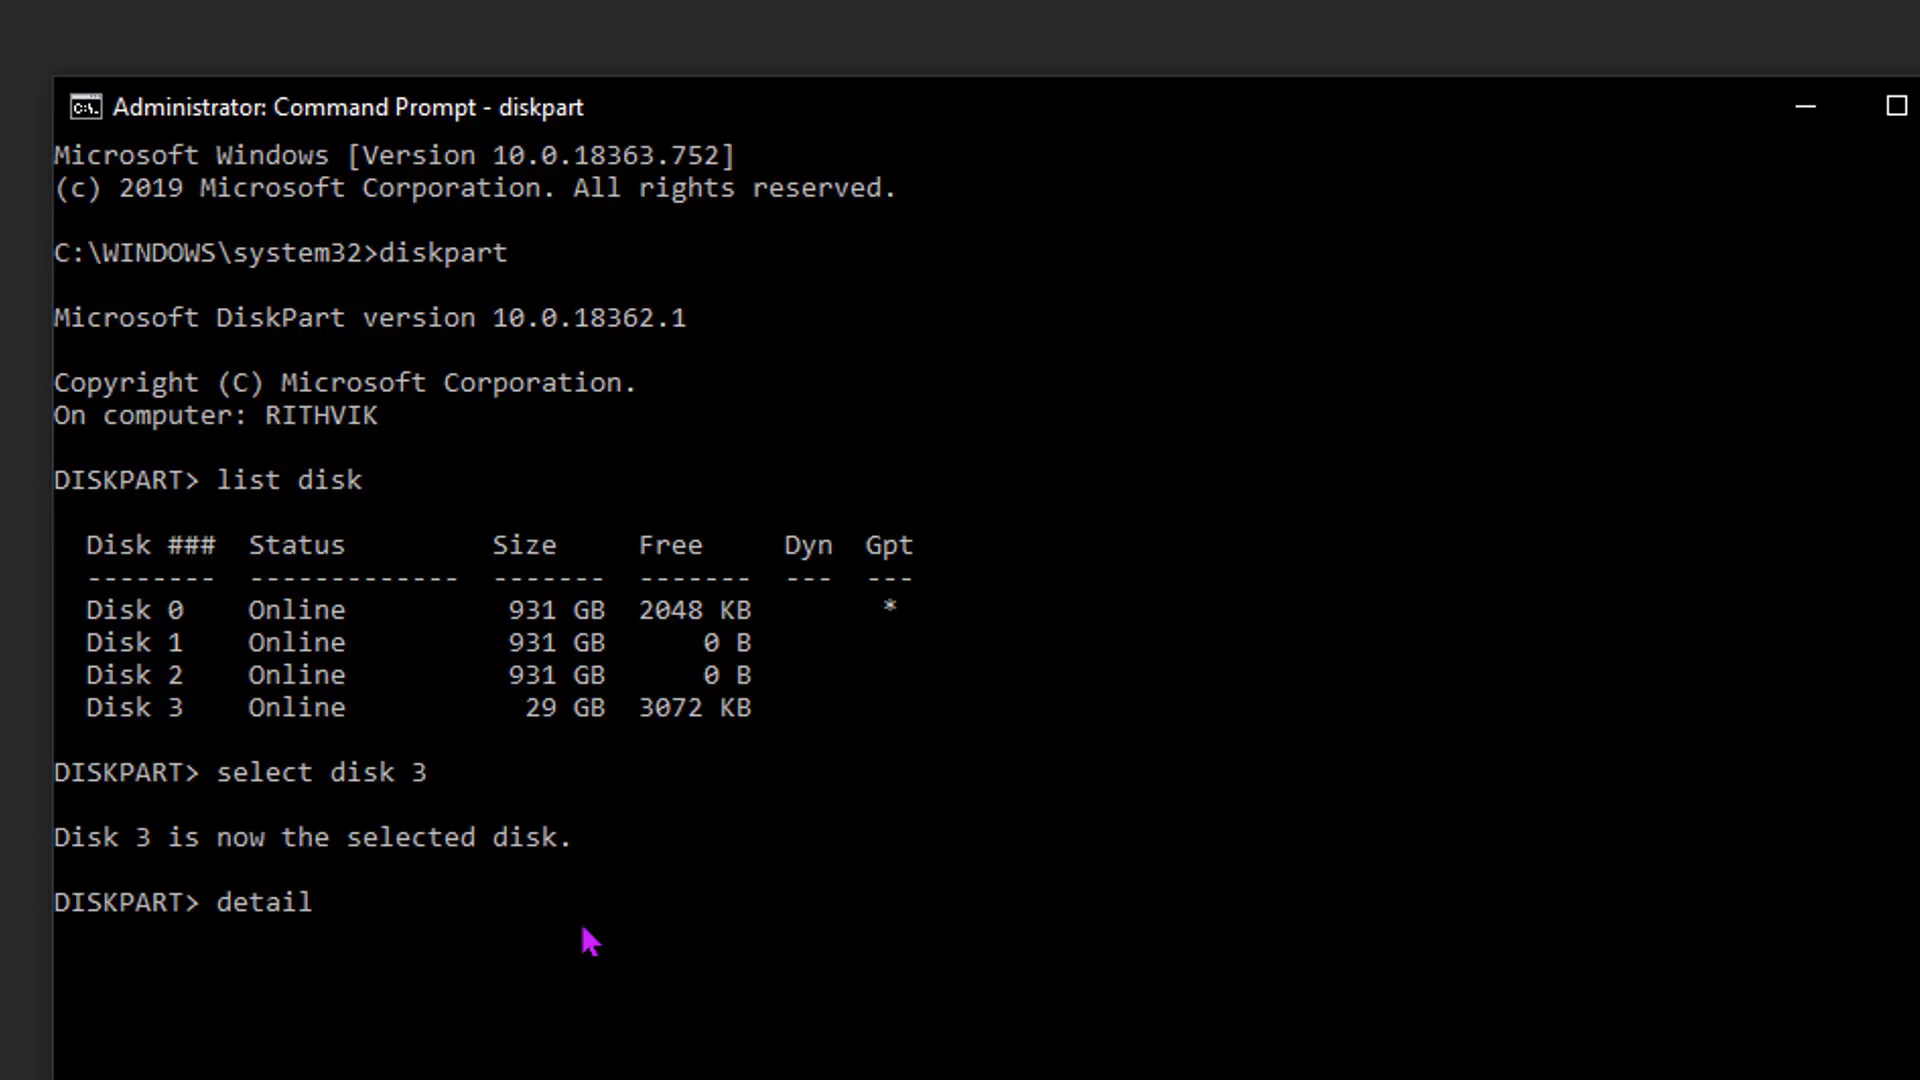 Administrator: Command Prompt - diskpart
Microsoft Windows [Version 10.0.18363.752]
(c) 2019 Microsoft Corporation. All rights reserved.
C:\WINDOWS\system32>diskpart
Microsoft DiskPart version 10.0.18362.1
Copyright (C) Microsoft Corporation.
On computer: RITHVIK
DISKPART> list disk
  Disk ###  Status         Size     Free     Dyn  Gpt
  --------  -------------  -------  -------  ---  ---
  Disk 0    Online          931 GB  2048 KB        *
  Disk 1    Online          931 GB      0 B
  Disk 2    Online          931 GB      0 B
  Disk 3    Online           29 GB  3072 KB
DISKPART> select disk 3
Disk 3 is now the selected disk.
DISKPART> detail